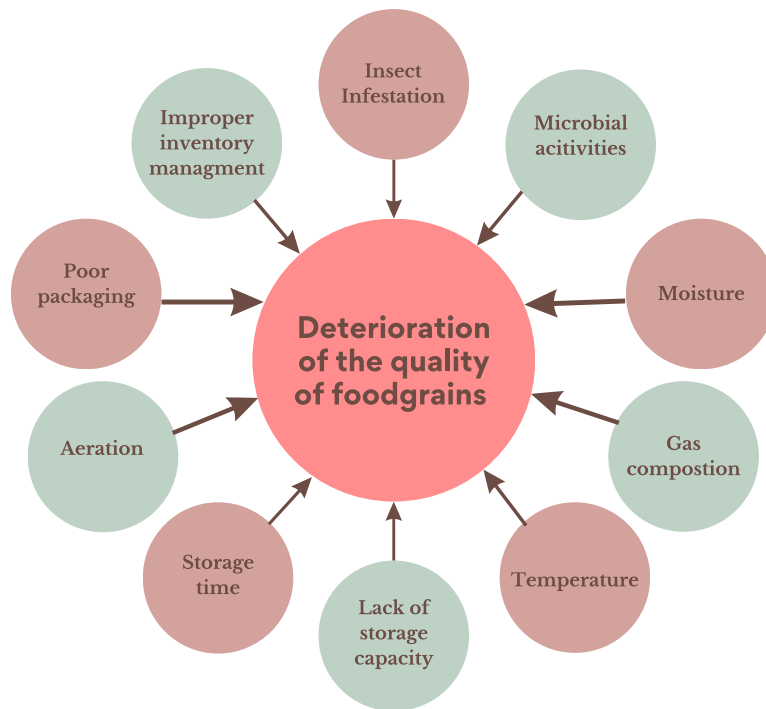 Insect
Infestation
Microbial
acitivities
Moisture
Gas
compostion
Temperature
Lack of
storage
capacity
Storage
time
Aeration
Poor
packaging
Improper
inventory
managment
Deterioration
of the quality
of foodgrains